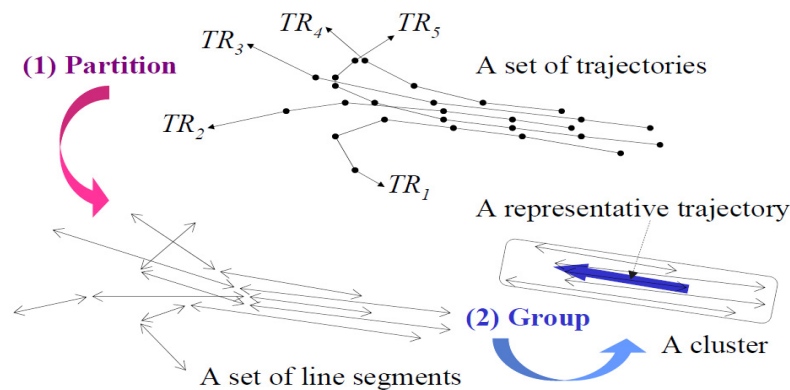 TR4 TR5
TR3
(1) Partition
A set of trajectories
TR2
TR1
A representative trajectory
(2) Group
A cluster
A set of line segments